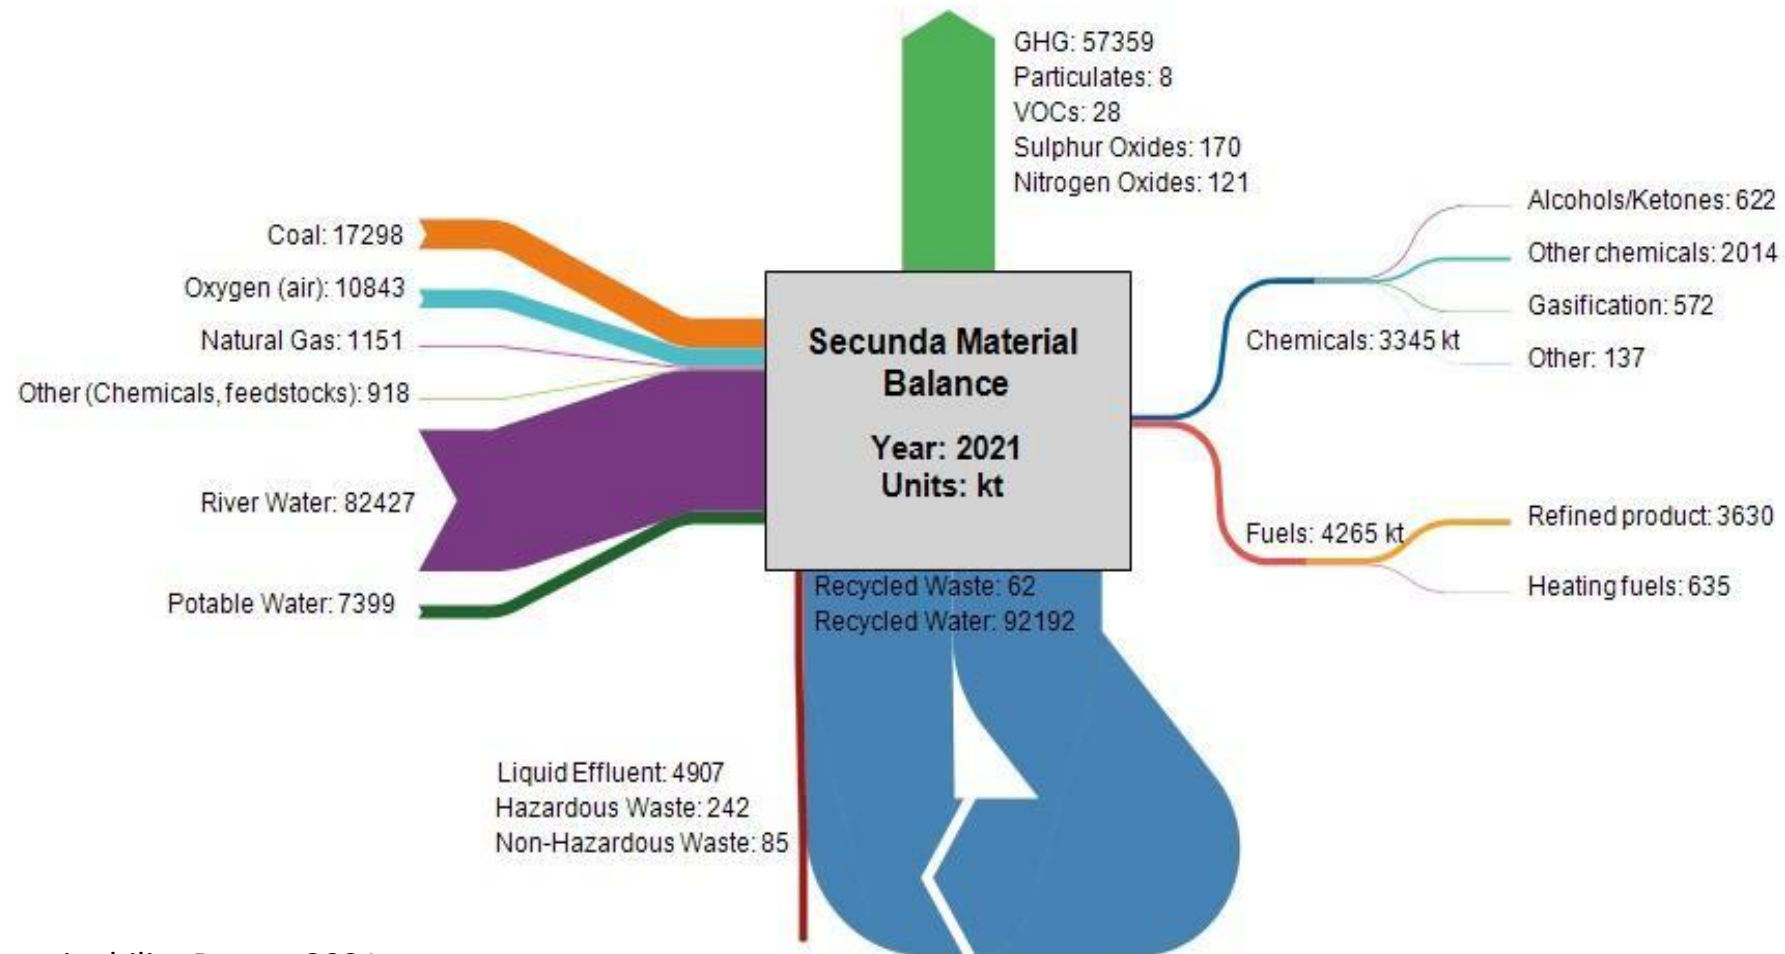 GHG: 57359
Particulates: 8
VOCs: 28
Sulphur Oxides: 170
Nitrogen Oxides: 121
Coal: 17298
Oxygen (air): 10843
Natural Gas: 1151
Other (Chemicals, feedstocks): 918
River Water: 82427
Potable Water: 7399
Secunda Material
Balance
Year: 2021
Units: kt
Chemicals: 3345 kt
Alcohols/Ketones: 622
Other chemicals: 2014
Gasification: 572
Other: 137
Fuels: 4265 kt
Refined product: 3630
Heating fuels: 635
Recycled Waste: 62
Recycled Water: 92192
Liquid Effluent: 4907
Hazardous Waste: 242
Non-Hazardous Waste: 85